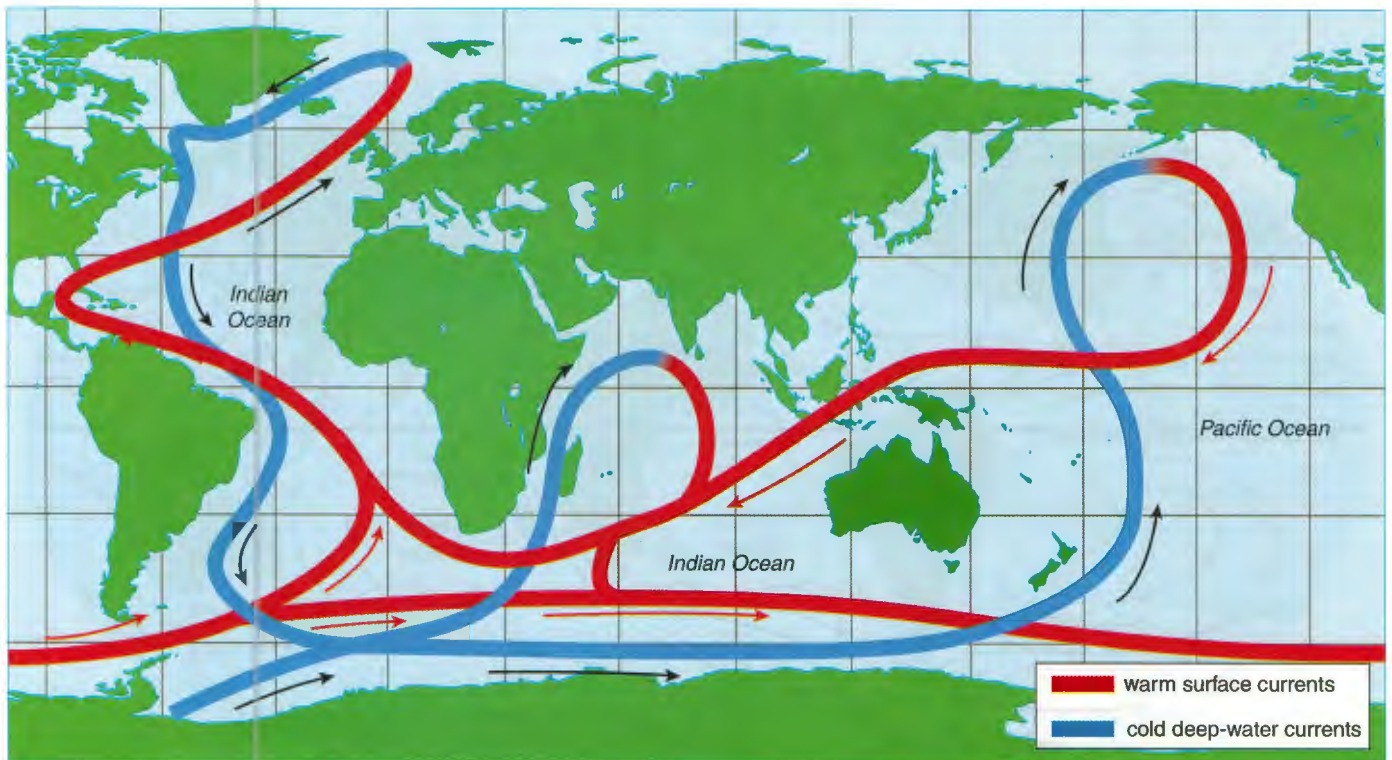 Indian
Ocean
Pacific Ocean
Indian Ocean
warm surface currents
cold deep-water currents